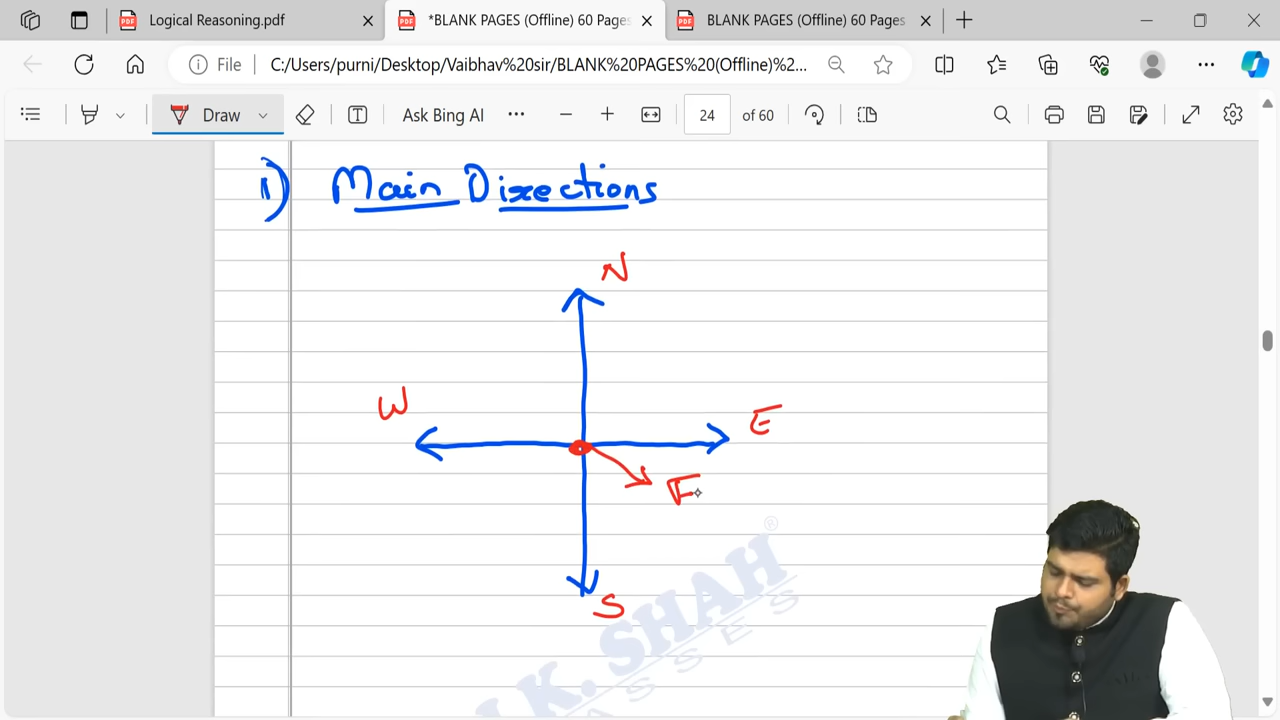 Logical Reasoning.pdf
*BLANK PAGES (Offline) 60 Pages
BLANK PAGES (Offline) 60 Pages
File
C:/Users/purni/Desktop/Vaibhav%20sir/BLANK%20PAGES%20(Offline)%2...
Draw
Ask Bing AI
24
of 60
1) Main Directions
N
W
E
F
S
J.K. SHAH®
CLASSES